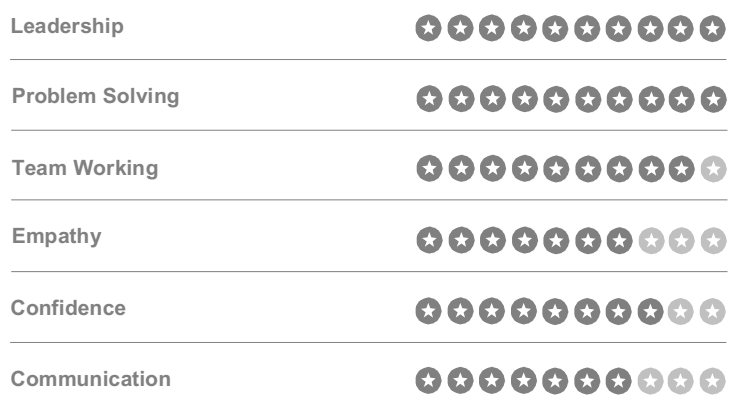 Leadership
Problem Solving
Team Working
Empathy
Confidence
Communication